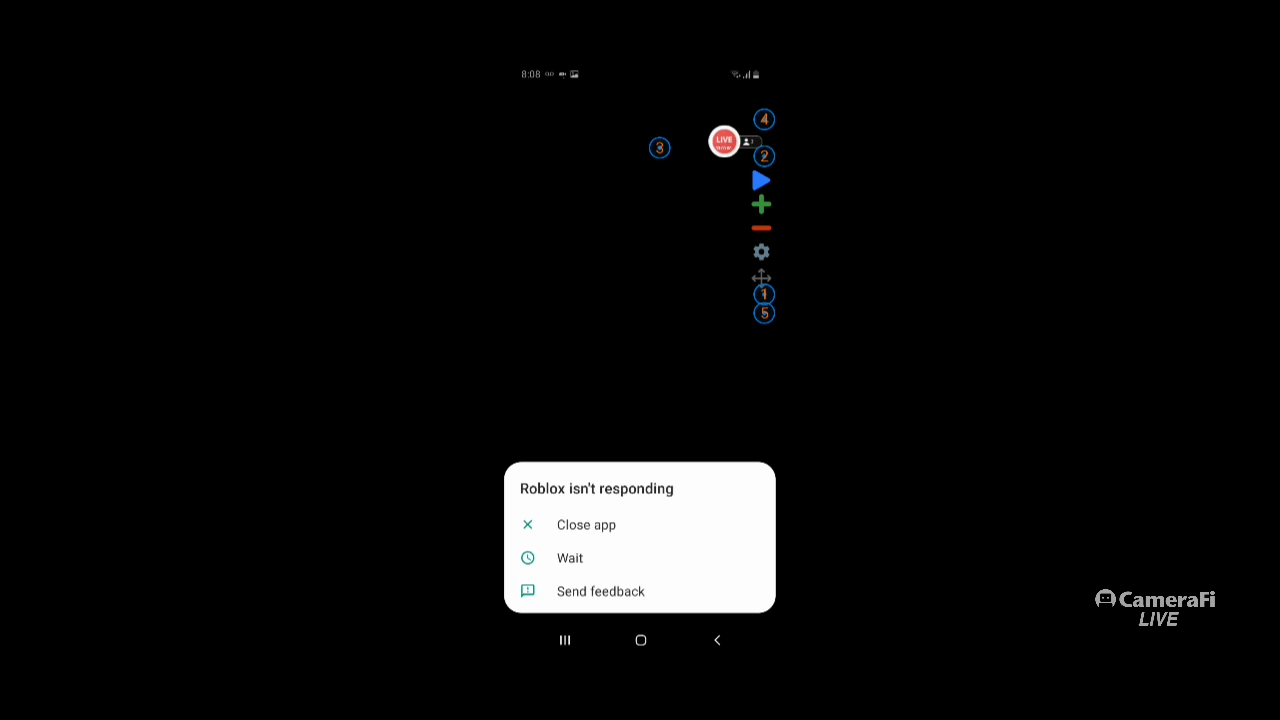 8:08
4
3
LIVE
2
1
5
Roblox isn't responding
Close app
Wait
Send feedback
CameraFi
LIVE